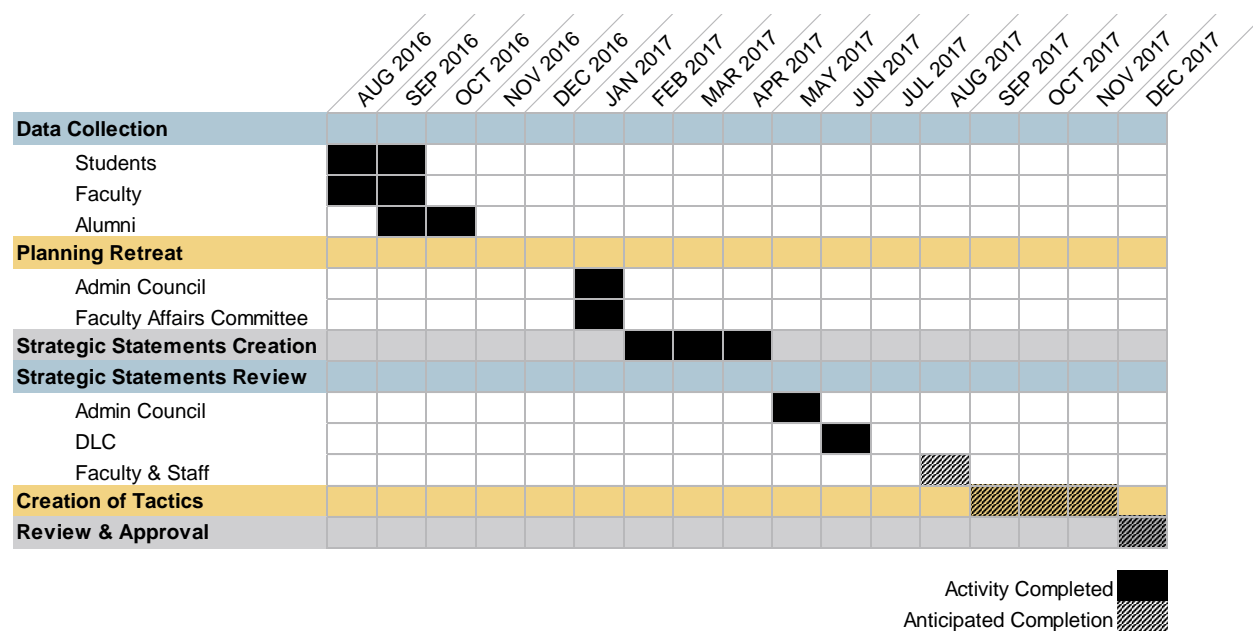 AUG 2016
SEP 2016
OCT 2016
NOV 2016
DEC 2016
JAN 2017
FEB 2017
MAR 2017
APR 2017
MAY 2017
JUN 2017
JUL 2017
AUG 2017
SEP 2017
OCT 2017
NOV 2017
DEC 2017
Data Collection
Students
Faculty
Alumni
Planning Retreat
Admin Council
Faculty Affairs Committee
Strategic Statements Creation
Strategic Statements Review
Admin Council
DLC
Faculty & Staff
Creation of Tactics
Review & Approval
Activity Completed
Anticipated Completion